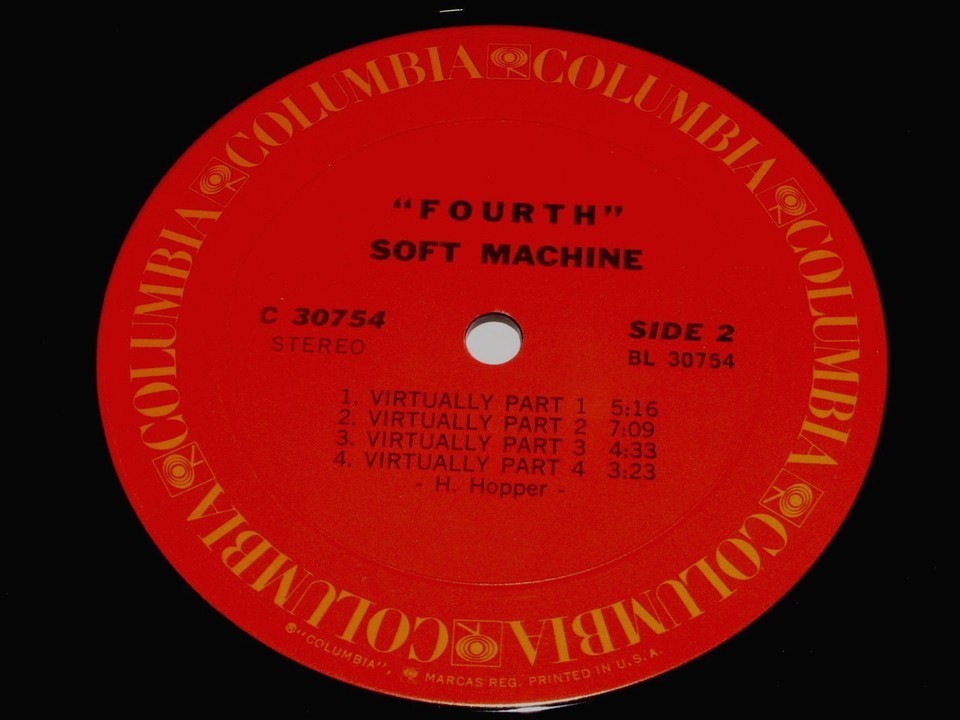 COLUMBIA COLUMBIA COLUMBIA COLUMBIA COLUMBIA COLUMBIA
"FOURTH"
SOFT MACHINE
C 30754
STEREO
SIDE 2
BL 30754
1. VIRTUALLY PART 1 5:16
2. VIRTUALLY PART 2 7:09
3. VIRTUALLY PART 3 4:33
4. VIRTUALLY PART 4 3:23
- H. Hopper -
®"COLUMBIA", MARCAS REG. PRINTED IN U.S.A.